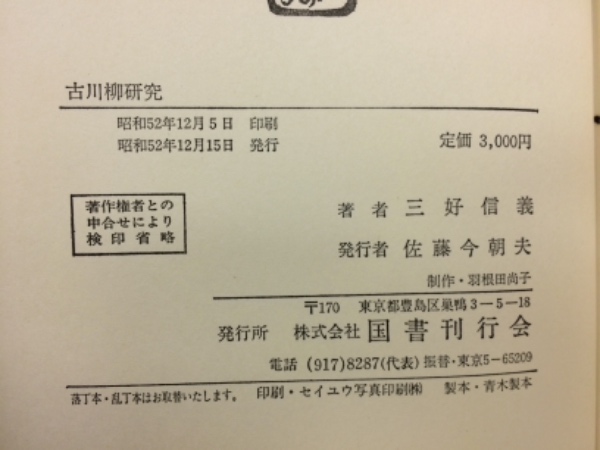 古川柳研究
昭和52年12月5日 印刷
昭和52年12月15日 発行
定価 3,000円
著作権者との
申合せにより
検印省略
著者 三好信義
発行者 佐藤今朝夫
制作・羽根田尚子
〒170 東京都豊島区巣鴨3-5-18
発行所 株式会社 国書刊行会
電話 (917)8287(代表) 振替・東京5-65209
落丁本・乱丁本はお取替いたします。 印刷・セイユウ写真印刷㈱ 製本・青木製本